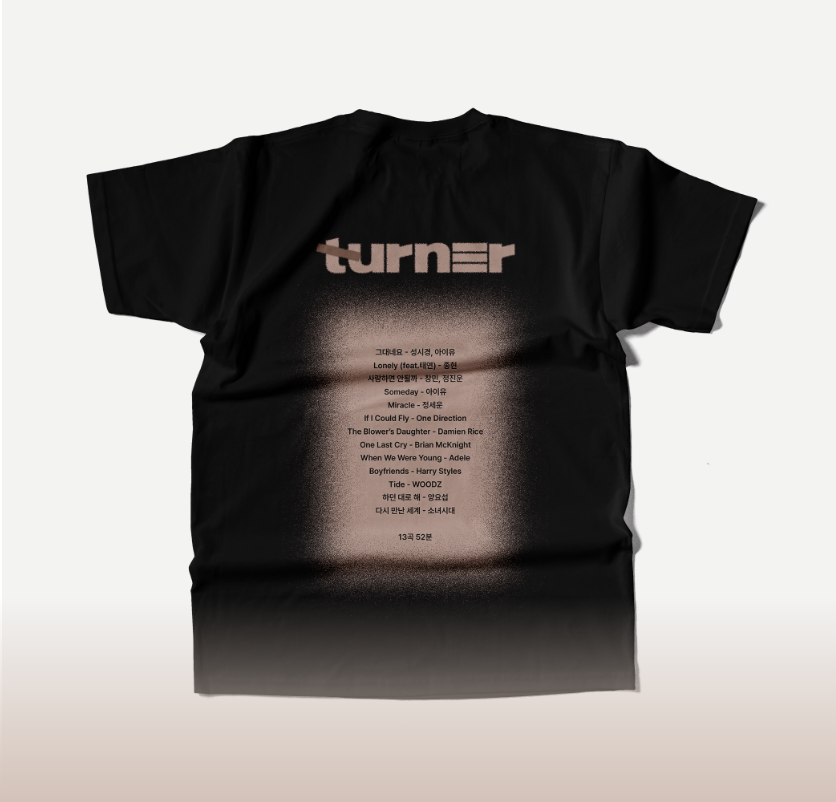 turner
그대네요 - 성시경, 아이유
Lonely (feat.태연) - 종현
사랑하면 안될까 - 창민, 정진운
Someday - 아이유
Miracle - 정세운
If I Could Fly - One Direction
The Blower's Daughter - Damien Rice
One Last Cry - Brian McKnight
When We Were Young - Adele
Boyfriends - Harry Styles
Tide - WOODZ
하던 대로 해 - 양요섭
다시 만난 세계 - 소녀시대
13곡 52분